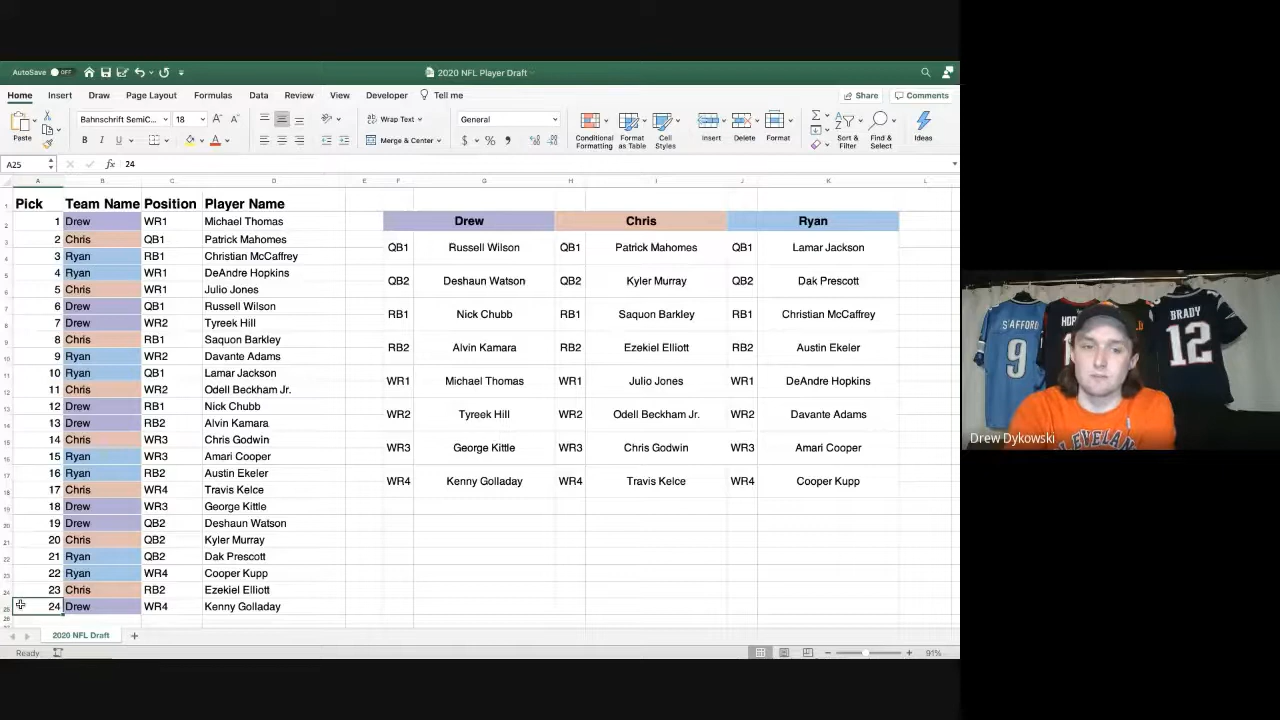 AutoSave OFF
2020 NFL Player Draft
Home Insert Draw Page Layout Formulas Data Review View Developer Tell me
Share Comments
Paste
Bahnschrift SemiC... 18
Wrap Text
Merge & Center
General
Conditional Formatting
Format as Table
Cell Styles
Insert
Delete
Format
Sort & Filter
Find & Select
Ideas
A25 fx 24
A B C D E F G H I J K L
Pick Team Name Position Player Name
1 Drew WR1 Michael Thomas
2 Chris QB1 Patrick Mahomes
3 Ryan RB1 Christian McCaffrey
4 Ryan WR1 DeAndre Hopkins
5 Chris WR1 Julio Jones
6 Drew QB1 Russell Wilson
7 Drew WR2 Tyreek Hill
8 Chris RB1 Saquon Barkley
9 Ryan WR2 Davante Adams
10 Ryan QB1 Lamar Jackson
11 Chris WR2 Odell Beckham Jr.
12 Drew RB1 Nick Chubb
13 Drew RB2 Alvin Kamara
14 Chris WR3 Chris Godwin
15 Ryan WR3 Amari Cooper
16 Ryan RB2 Austin Ekeler
17 Chris WR4 Travis Kelce
18 Drew WR3 George Kittle
19 Drew QB2 Deshaun Watson
20 Chris QB2 Kyler Murray
21 Ryan QB2 Dak Prescott
22 Ryan WR4 Cooper Kupp
23 Chris RB2 Ezekiel Elliott
24 Drew WR4 Kenny Golladay
Drew Chris Ryan
QB1 Russell Wilson QB1 Patrick Mahomes QB1 Lamar Jackson
QB2 Deshaun Watson QB2 Kyler Murray QB2 Dak Prescott
RB1 Nick Chubb RB1 Saquon Barkley RB1 Christian McCaffrey
RB2 Alvin Kamara RB2 Ezekiel Elliott RB2 Austin Ekeler
WR1 Michael Thomas WR1 Julio Jones WR1 DeAndre Hopkins
WR2 Tyreek Hill WR2 Odell Beckham Jr. WR2 Davante Adams
WR3 George Kittle WR3 Chris Godwin WR3 Amari Cooper
WR4 Kenny Golladay WR4 Travis Kelce WR4 Cooper Kupp
2020 NFL Draft
Ready
91%
STAFFORD
9
HOP
BRADY
12
CLEVELAN
Drew Dykowski